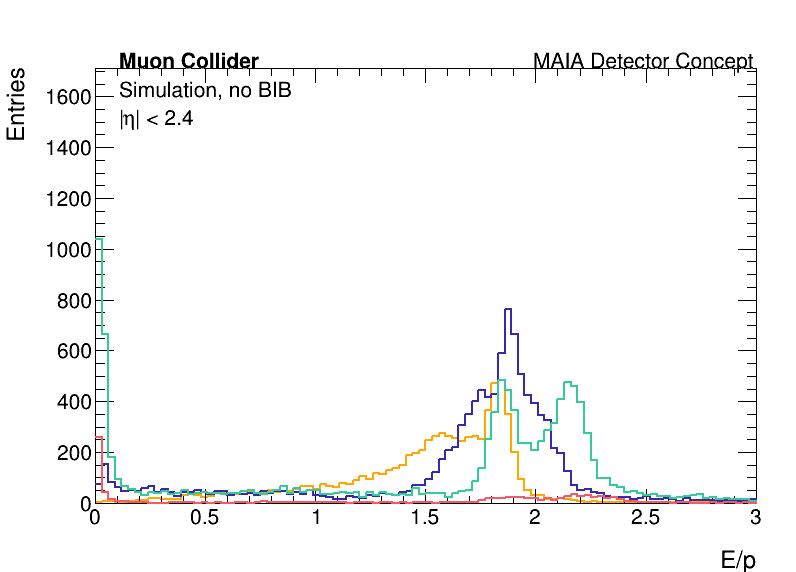 Muon Collider MAIA Detector Concept
Simulation, no BIB
|η| < 2.4
Entries
1600
1400
1200
1000
800
600
400
200
0
0 0.5 1 1.5 2 2.5 3
E/p